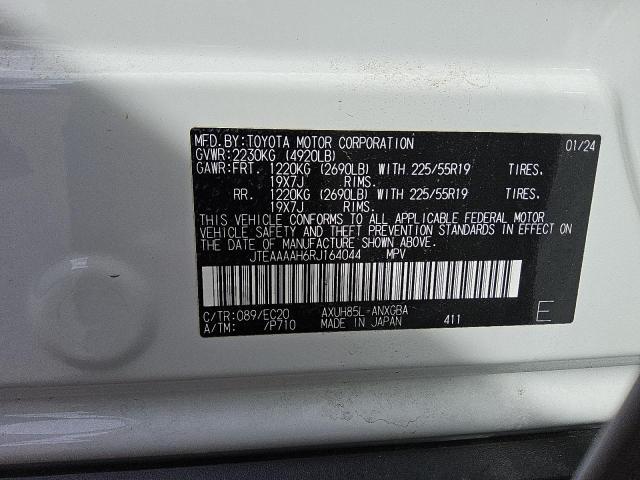 MFD.BY:TOYOTA MOTOR CORPORATION 01/24
GVWR:2230KG (4920LB)
GAWR:FRT. 1220KG (2690LB) WITH 225/55R19 TIRES.
19X7J RIMS.
RR. 1220KG (2690LB) WITH 225/55R19 TIRES.
19X7J RIMS.
THIS VEHICLE CONFORMS TO ALL APPLICABLE FEDERAL MOTOR
VEHICLE SAFETY AND THEFT PREVENTION STANDARDS IN EFFECT ON
THE DATE OF MANUFACTURE SHOWN ABOVE.
JTEAAAAH6RJ164044 MPV
C/TR:089/EC20 AXUH85L-ANXGBA
A/TM: /P710 MADE IN JAPAN 411 E